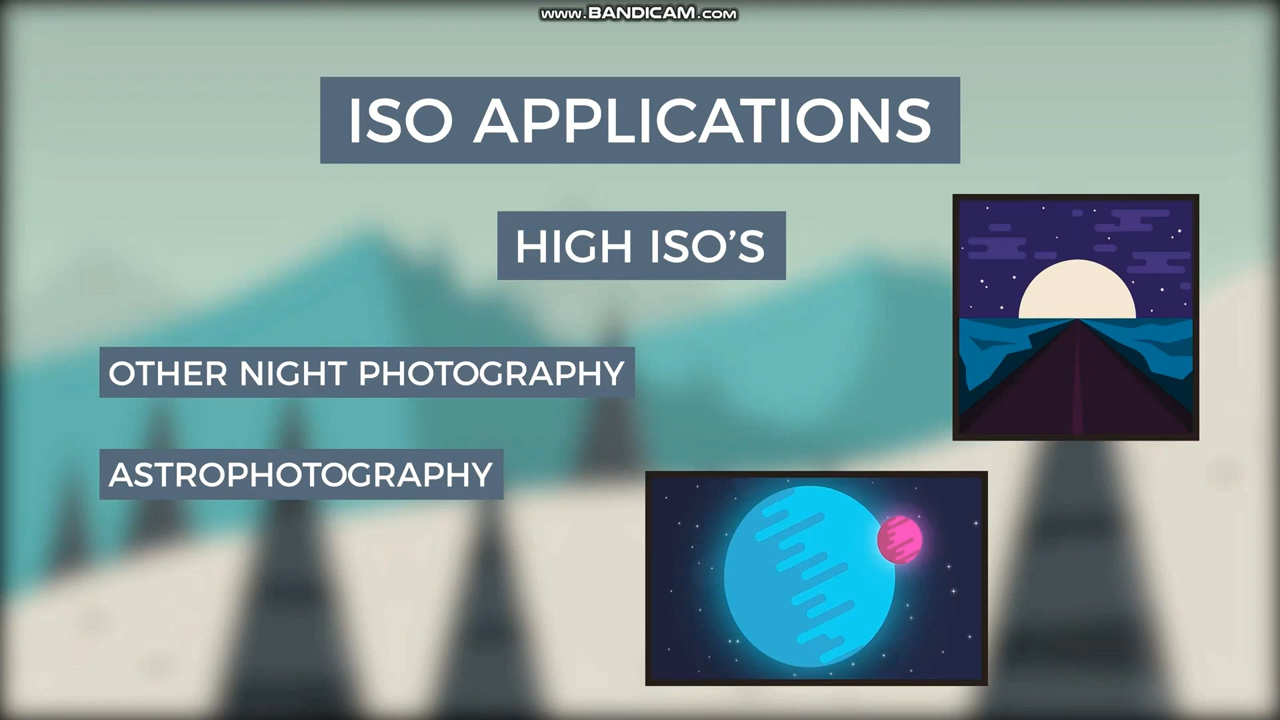 www.BANDICAM.com
ISO APPLICATIONS
HIGH ISO’S
OTHER NIGHT PHOTOGRAPHY
ASTROPHOTOGRAPHY